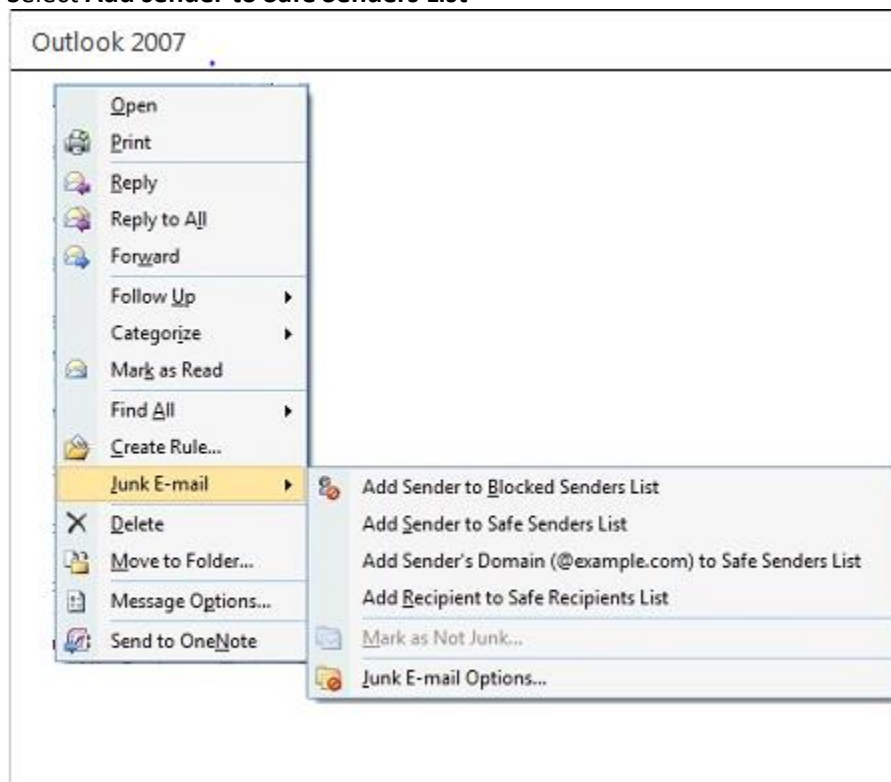 Select Add Sender to Safe Senders List
Outlook 2007
Open
Print
Reply
Reply to All
Forward
Follow Up
Categorize
Mark as Read
Find All
Create Rule...
Junk E-mail
Delete
Move to Folder...
Message Options...
Send to OneNote
Add Sender to Blocked Senders List
Add Sender to Safe Senders List
Add Sender's Domain (@example.com) to Safe Senders List
Add Recipient to Safe Recipients List
Mark as Not Junk...
Junk E-mail Options...